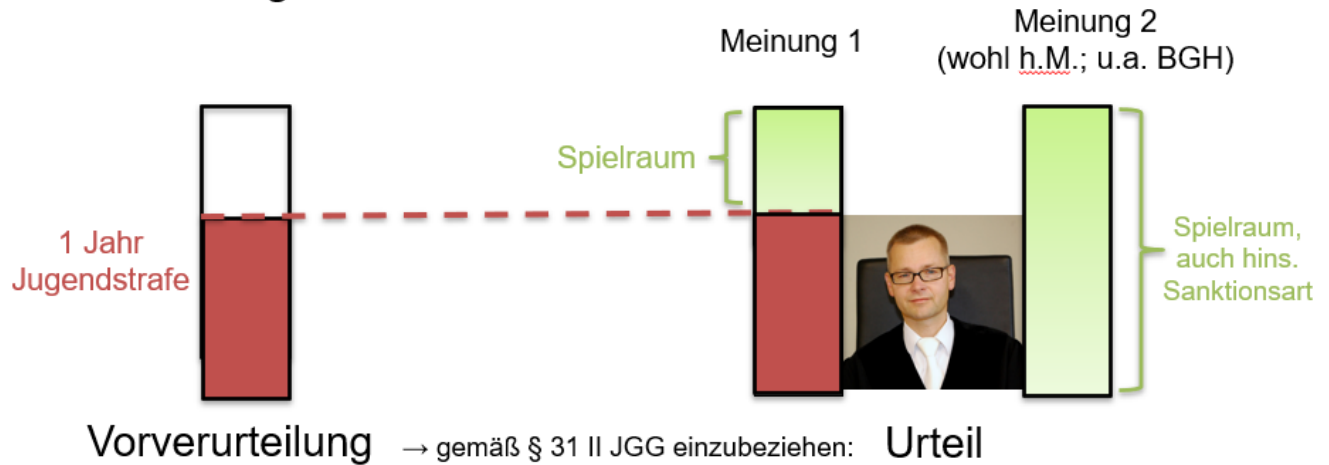 Meinung 1
Meinung 2
(wohl h.M.; u.a. BGH)
Spielraum
1 Jahr
Jugendstrafe
Spielraum,
auch hins.
Sanktionsart
Vorverurteilung → gemäß § 31 II JGG einzubeziehen: Urteil